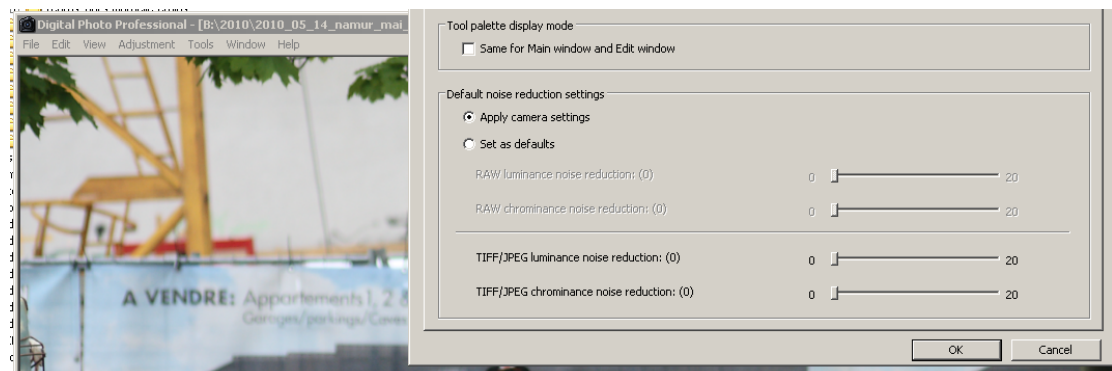 Digital Photo Professional - [B:\2010\2010_05_14_namur_mai_
File Edit View Adjustment Tools Window Help
A VENDRE: Appartements 1, 2 &
Garages/parkings/Caves
Tool palette display mode
Same for Main window and Edit window
Default noise reduction settings
Apply camera settings
Set as defaults
RAW luminance noise reduction: (0) 0 20
RAW chrominance noise reduction: (0) 0 20
TIFF/JPEG luminance noise reduction: (0) 0 20
TIFF/JPEG chrominance noise reduction: (0) 0 20
OK Cancel